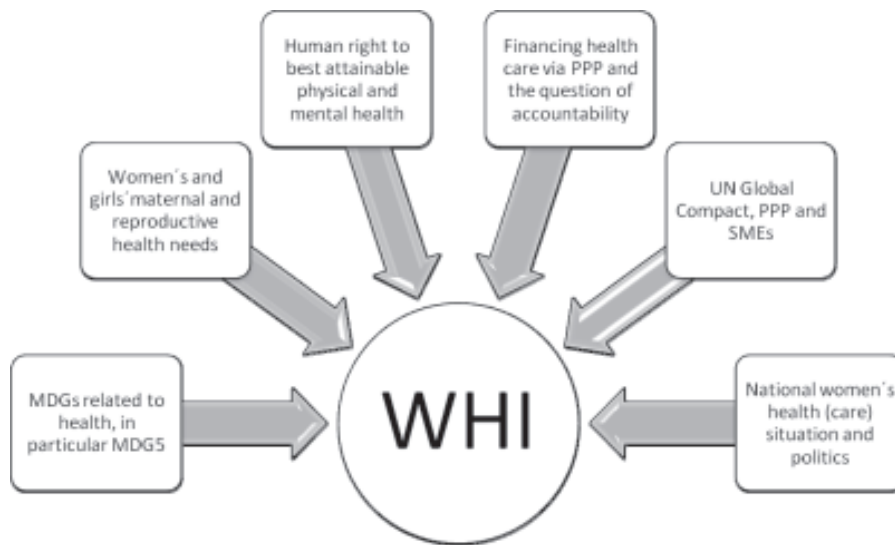 Human right to
best attainable
physical and
mental health
Financing health
care via PPP and
the question of
accountability
Women´s and
girls´maternal and
reproductive
health needs
UN Global
Compact, PPP and
SMEs
MDGs related to
health, in
particular MDG5
WHI
National women´s
health (care)
situation and
politics